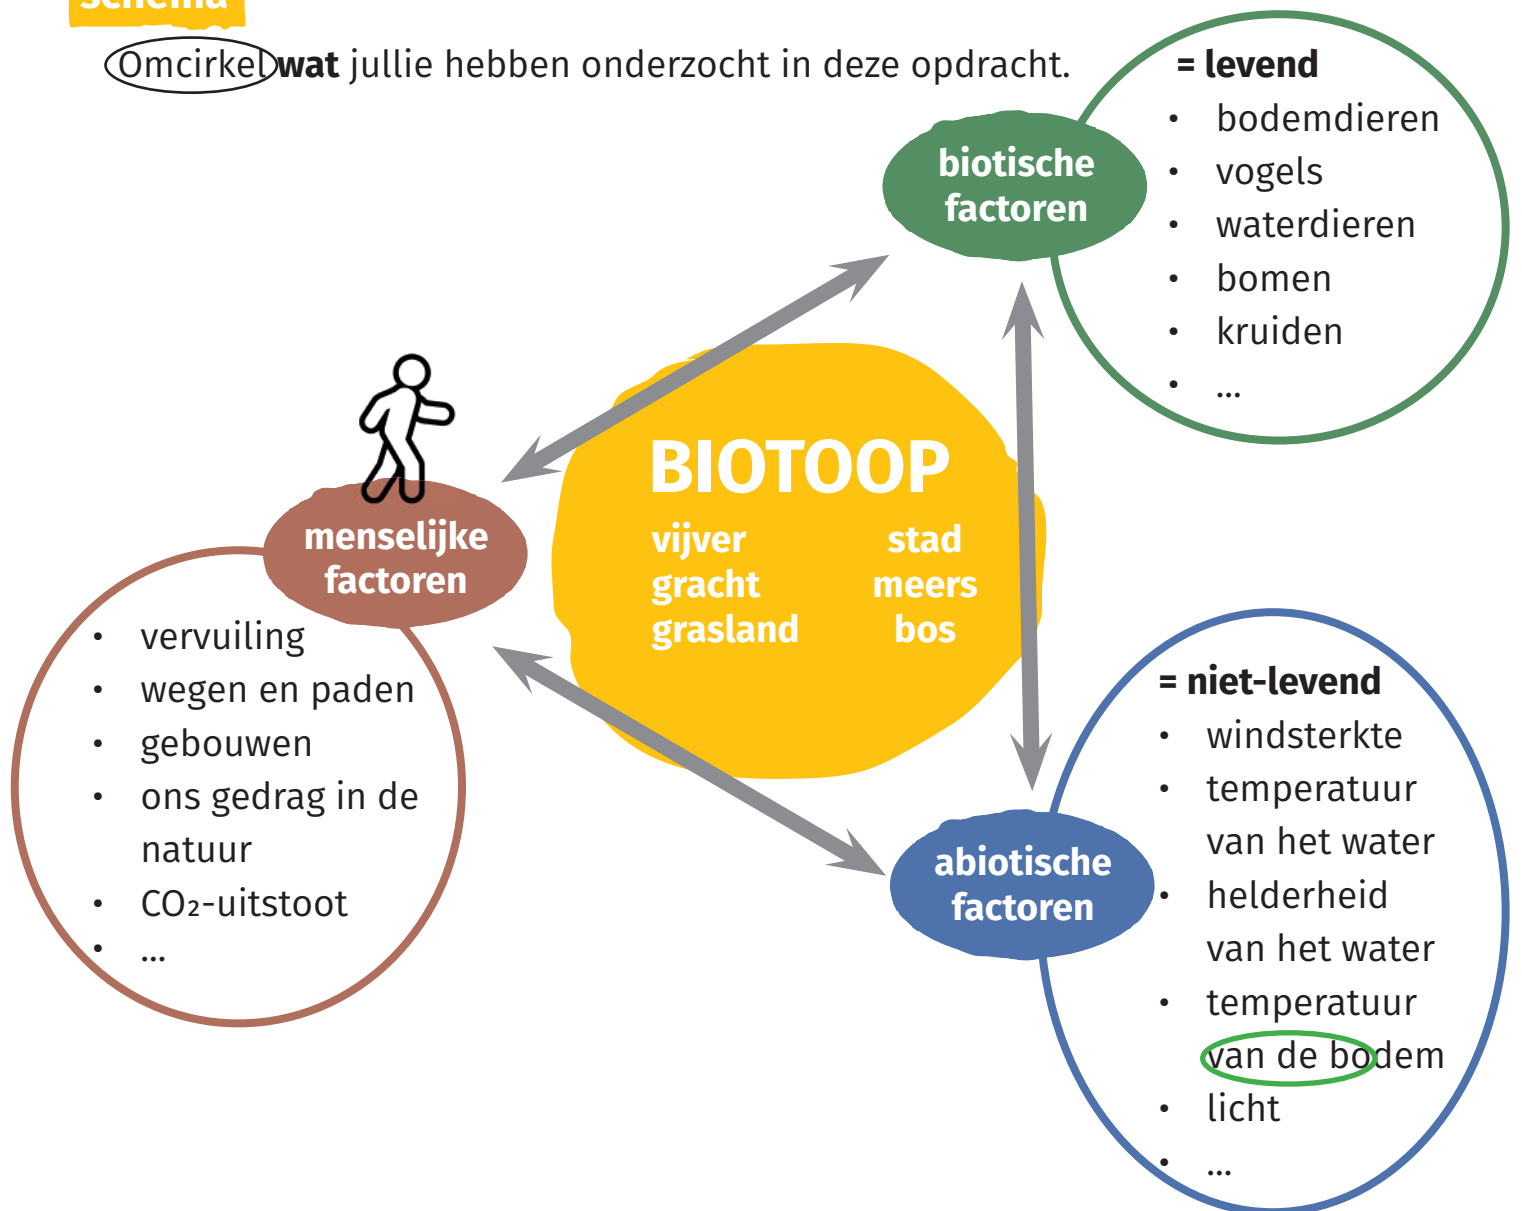 schema
Omcirkel wat jullie hebben onderzocht in deze opdracht.
biotische
factoren
= levend
• bodemdieren
• vogels
• waterdieren
• bomen
• kruiden
• ...
BIOTOOP
vijver stad
gracht meers
grasland bos
menselijke
factoren
• vervuiling
• wegen en paden
• gebouwen
• ons gedrag in de
natuur
• CO₂-uitstoot
• ...
abiotische
factoren
= niet-levend
• windsterkte
• temperatuur
van het water
• helderheid
van het water
• temperatuur
van de bodem
• licht
• ...